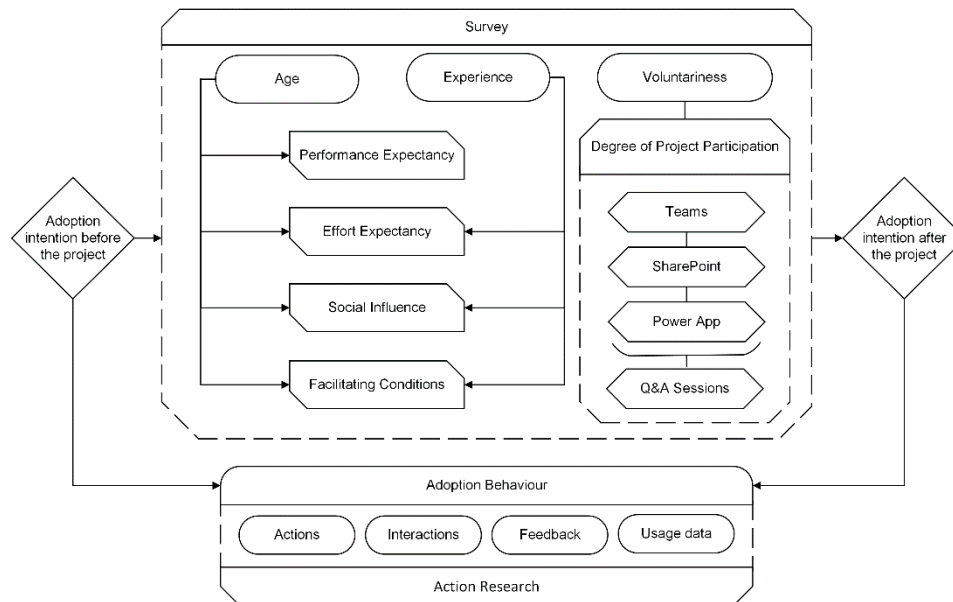 Survey
Age
Experience
Voluntariness
Performance Expectancy
Degree of Project Participation
Adoption
intention before
the project
Effort Expectancy
Social Influence
Facilitating Conditions
Teams
SharePoint
Power App
Q&A Sessions
Adoption
intention after
the project
Adoption Behaviour
Actions
Interactions
Feedback
Usage data
Action Research